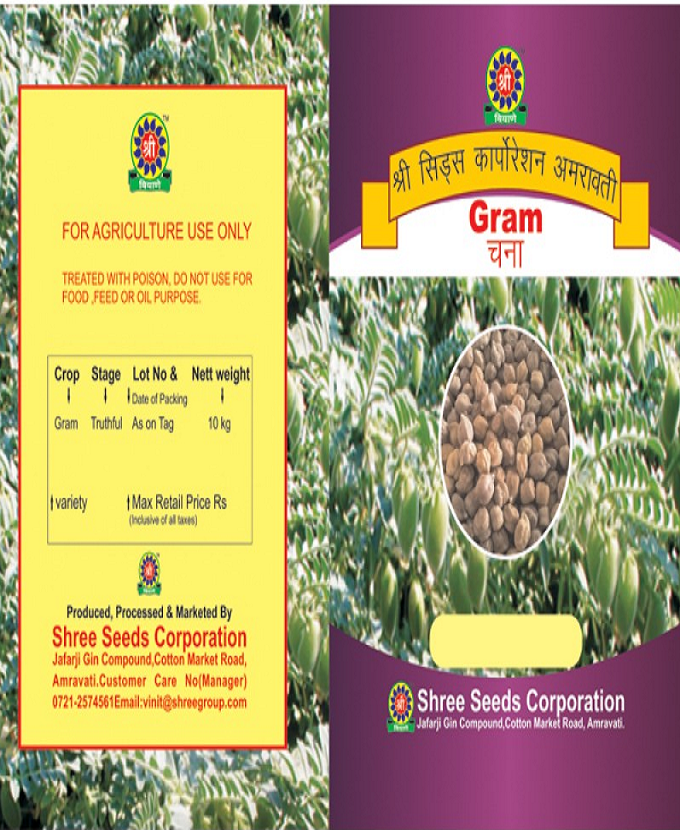 श्री
TM
बियाणे
FOR AGRICULTURE USE ONLY
TREATED WITH POISON, DO NOT USE FOR
FOOD ,FEED OR OIL PURPOSE.
Crop Stage Lot No & Nett weight
Date of Packing
Gram Truthful As on Tag 10 kg
variety Max Retail Price Rs
(Inclusive of all taxes)
श्री
बियाणे
Produced, Processed & Marketed By
Shree Seeds Corporation
Jafarji Gin Compound,Cotton Market Road,
Amravati.Customer Care No(Manager)
0721-2574561Email:vinit@shreegroup.com
श्री
बियाणे
श्री सिड्स कार्पोरेशन अमरावती
Gram
चना
श्री
बियाणे
Shree Seeds Corporation
Jafarji Gin Compound,Cotton Market Road, Amravati.